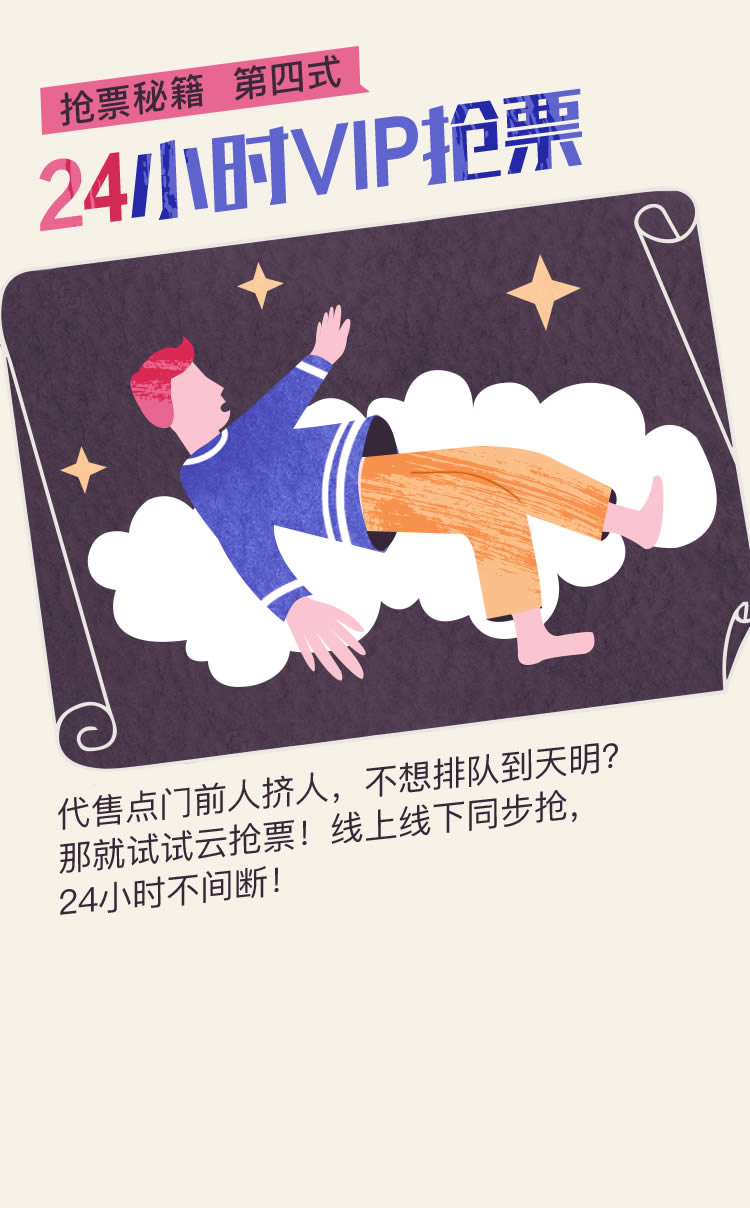 抢票秘籍 第四式
24小时VIP抢票
代售点门前人挤人，不想排队到天明？
那就试试云抢票！线上线下同步抢，
24小时不间断！